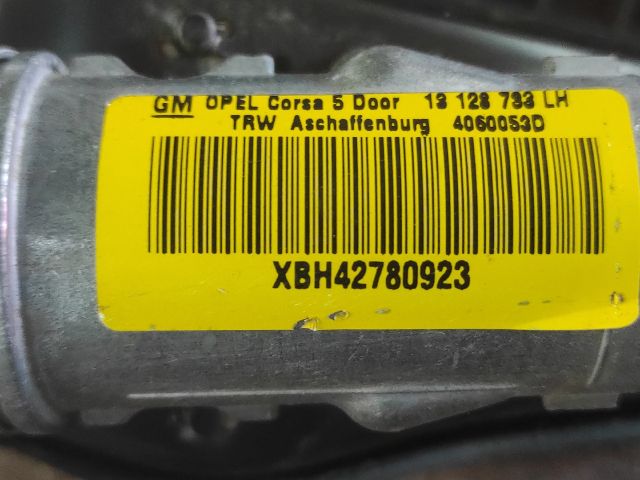 GM OPEL Corsa 5 Door 13 128 733 LH
TRW Aschaffenburg 4060053D
XBH42780923